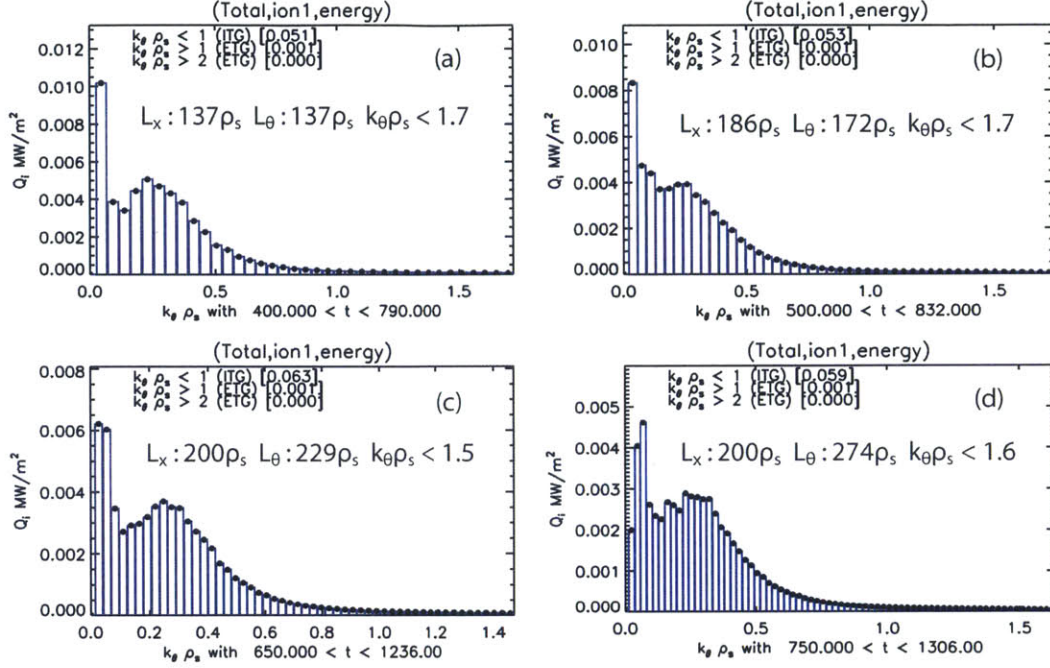 (Total,ion1,energy)
kθ ρs < 1 (ITG) [0.051]
kθ ρs > 1 (ETG) [0.001]
kθ ρs > 2 (ETG) [0.000]
(a)
Lx : 137ρs Lθ : 137ρs kθρs < 1.7
Qi MW/m²
0.012
0.010
0.008
0.006
0.004
0.002
0.000
0.0 0.5 1.0 1.5
kθ ρs with 400.000 < t < 790.000
(Total,ion1,energy)
kθ ρs < 1 (ITG) [0.053]
kθ ρs > 1 (ETG) [0.001]
kθ ρs > 2 (ETG) [0.000]
(b)
Lx : 186ρs Lθ : 172ρs kθρs < 1.7
Qi MW/m²
0.010
0.008
0.006
0.004
0.002
0.000
0.0 0.5 1.0 1.5
kθ ρs with 500.000 < t < 832.000
(Total,ion1,energy)
kθ ρs < 1 (ITG) [0.063]
kθ ρs > 1 (ETG) [0.001]
kθ ρs > 2 (ETG) [0.000]
(c)
Lx : 200ρs Lθ : 229ρs kθρs < 1.5
Qi MW/m²
0.008
0.006
0.004
0.002
0.000
0.0 0.2 0.4 0.6 0.8 1.0 1.2 1.4
kθ ρs with 650.000 < t < 1236.00
(Total,ion1,energy)
kθ ρs < 1 (ITG) [0.059]
kθ ρs > 1 (ETG) [0.001]
kθ ρs > 2 (ETG) [0.000]
(d)
Lx : 200ρs Lθ : 274ρs kθρs < 1.6
Qi MW/m²
0.005
0.004
0.003
0.002
0.001
0.000
0.0 0.5 1.0 1.5
kθ ρs with 750.000 < t < 1306.00